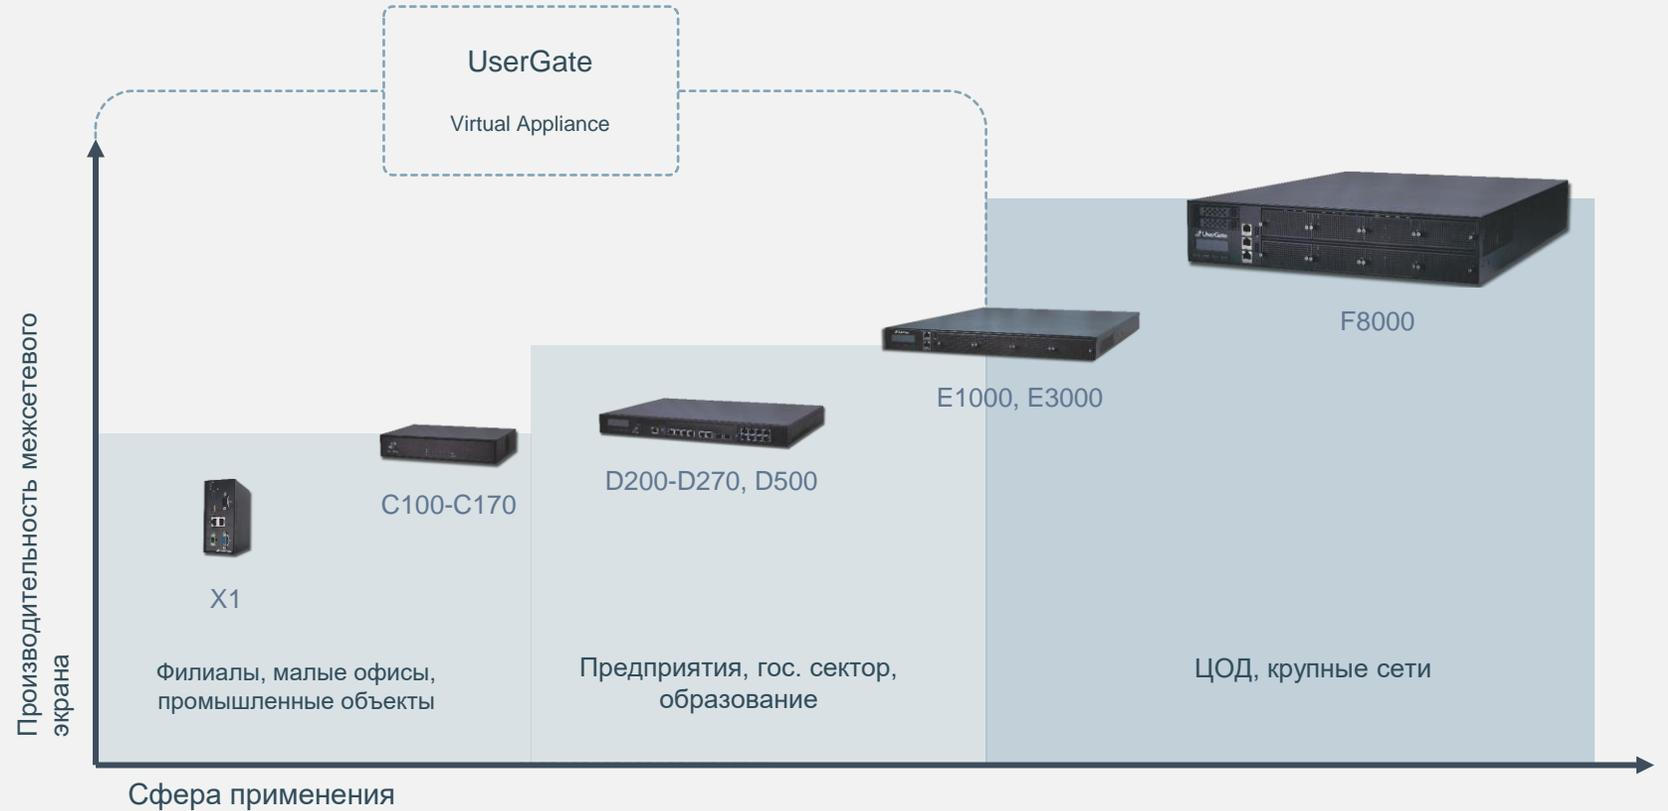 UserGate
Virtual Appliance
UserGate
F8000
E1000, E3000
D200-D270, D500
C100-C170
X1
Производительность межсетевого
экрана
Филиалы, малые офисы,
промышленные объекты
Предприятия, гос. сектор,
образование
ЦОД, крупные сети
Сфера применения